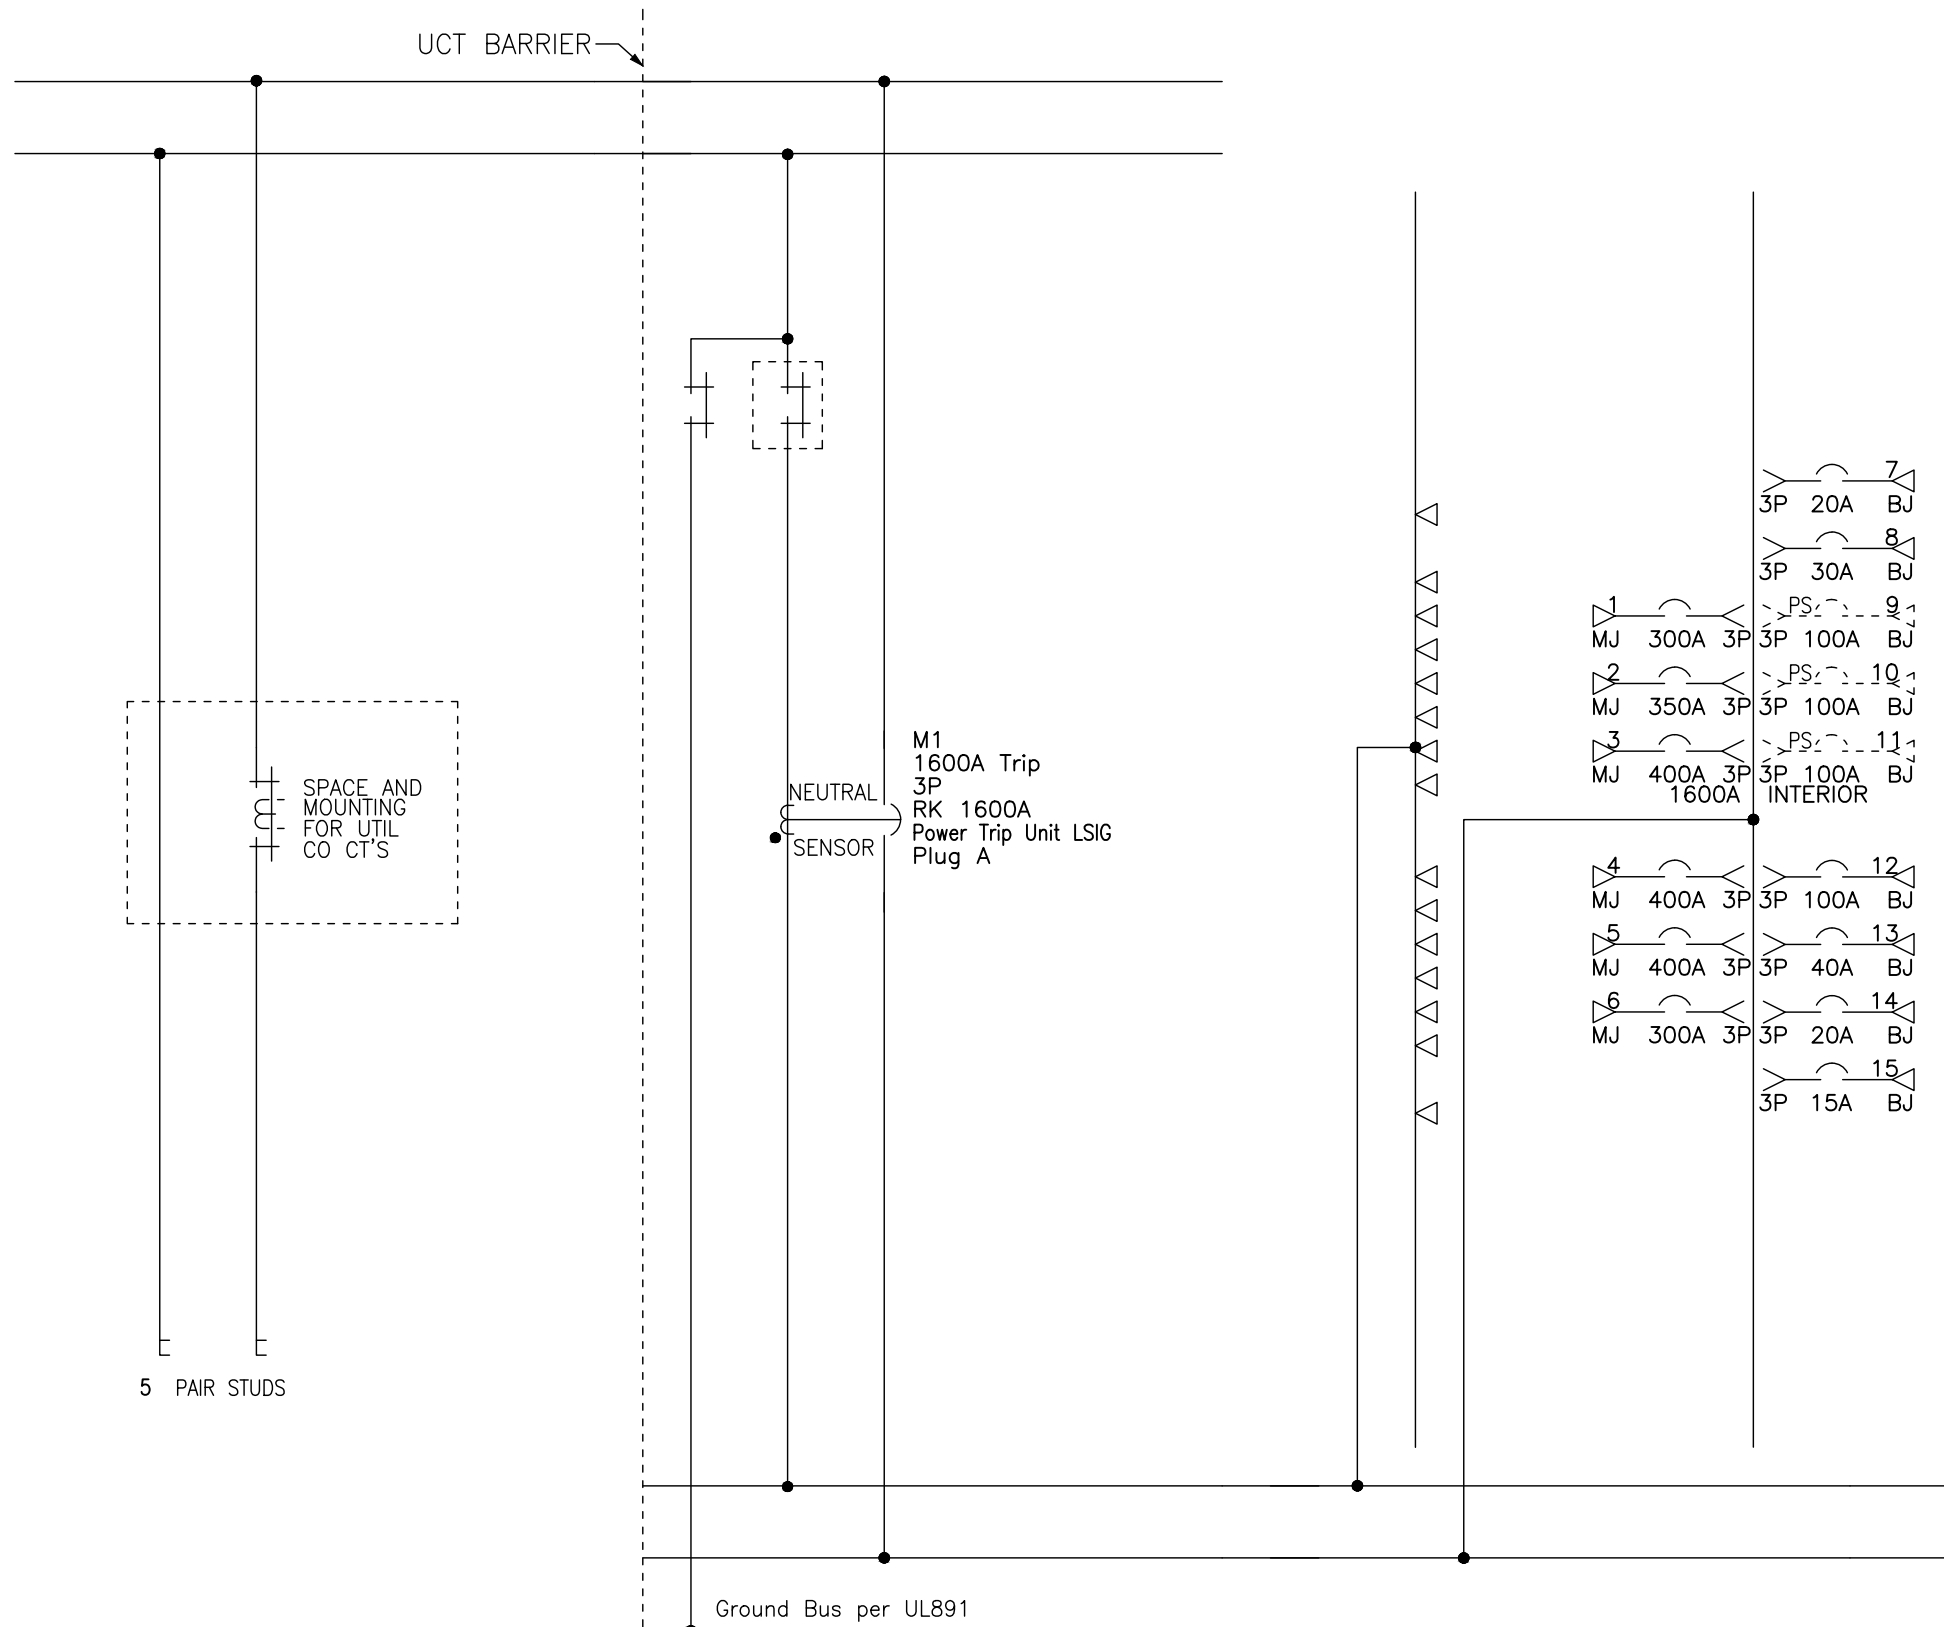 UCT BARRIER
SPACE AND
MOUNTING
FOR UTIL
CO CT'S
5 PAIR STUDS
NEUTRAL
SENSOR
M1
1600A Trip
3P
RK 1600A
Power Trip Unit LSIG
Plug A
Ground Bus per UL891
7
3P 20A BJ
8
3P 30A BJ
1 PS 9
MJ 300A 3P 3P 100A BJ
2 PS 10
MJ 350A 3P 3P 100A BJ
3 PS 11
MJ 400A 3P 3P 100A BJ
1600A INTERIOR
4 12
MJ 400A 3P 3P 100A BJ
5 13
MJ 400A 3P 3P 40A BJ
6 14
MJ 300A 3P 3P 20A BJ
15
3P 15A BJ